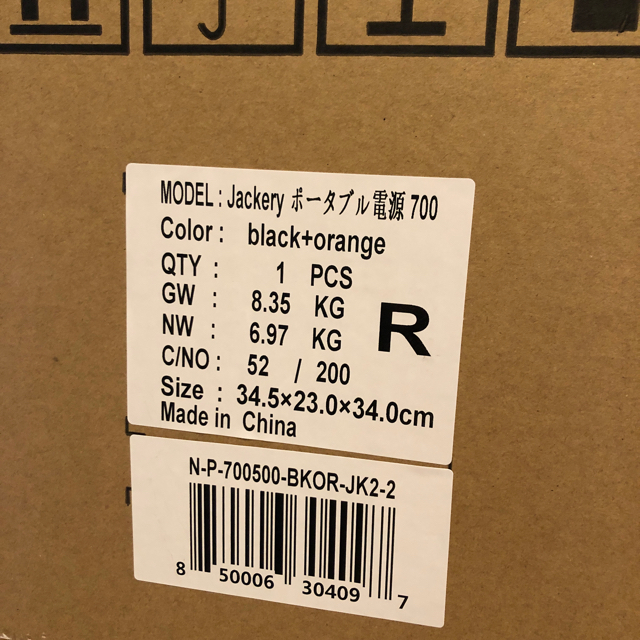 MODEL : Jackery ポータブル電源 700
Color : black+orange
QTY : 1 PCS
GW : 8.35 KG
NW : 6.97 KG
R
C/NO : 52 / 200
Size : 34.5×23.0×34.0cm
Made in China
N-P-700500-BKOR-JK2-2
8 50006 30409 7